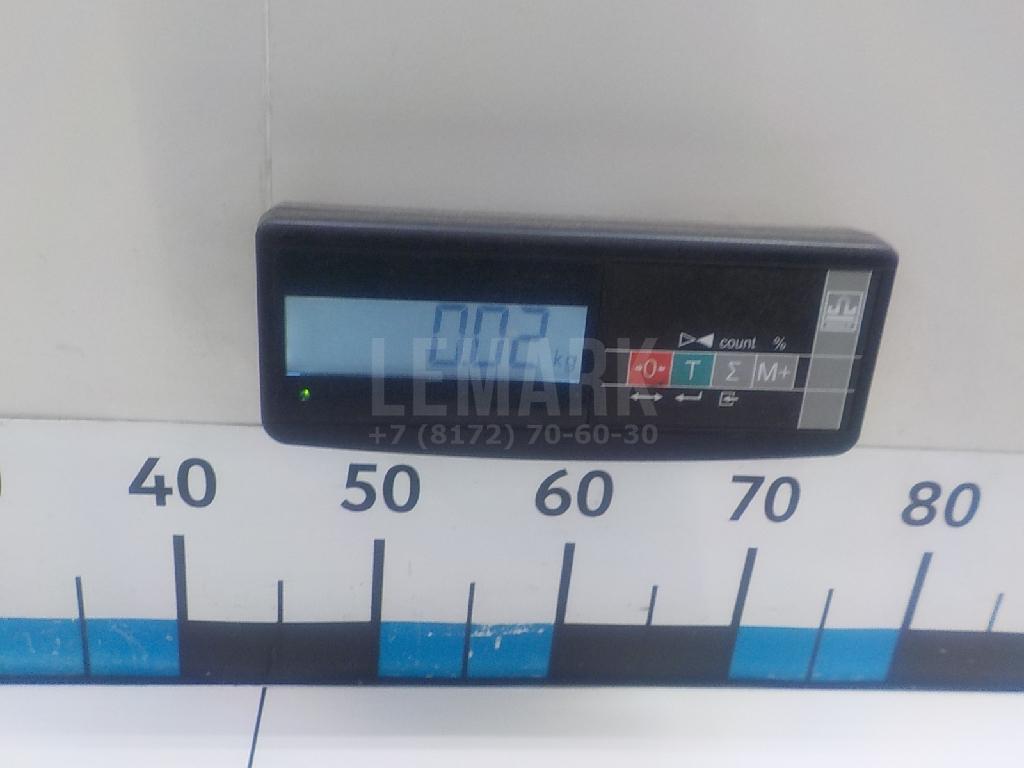 0.02 kg
count %
•0• T Σ M+
LEMARK
+7 (8172) 70-60-30
40 50 60 70 80